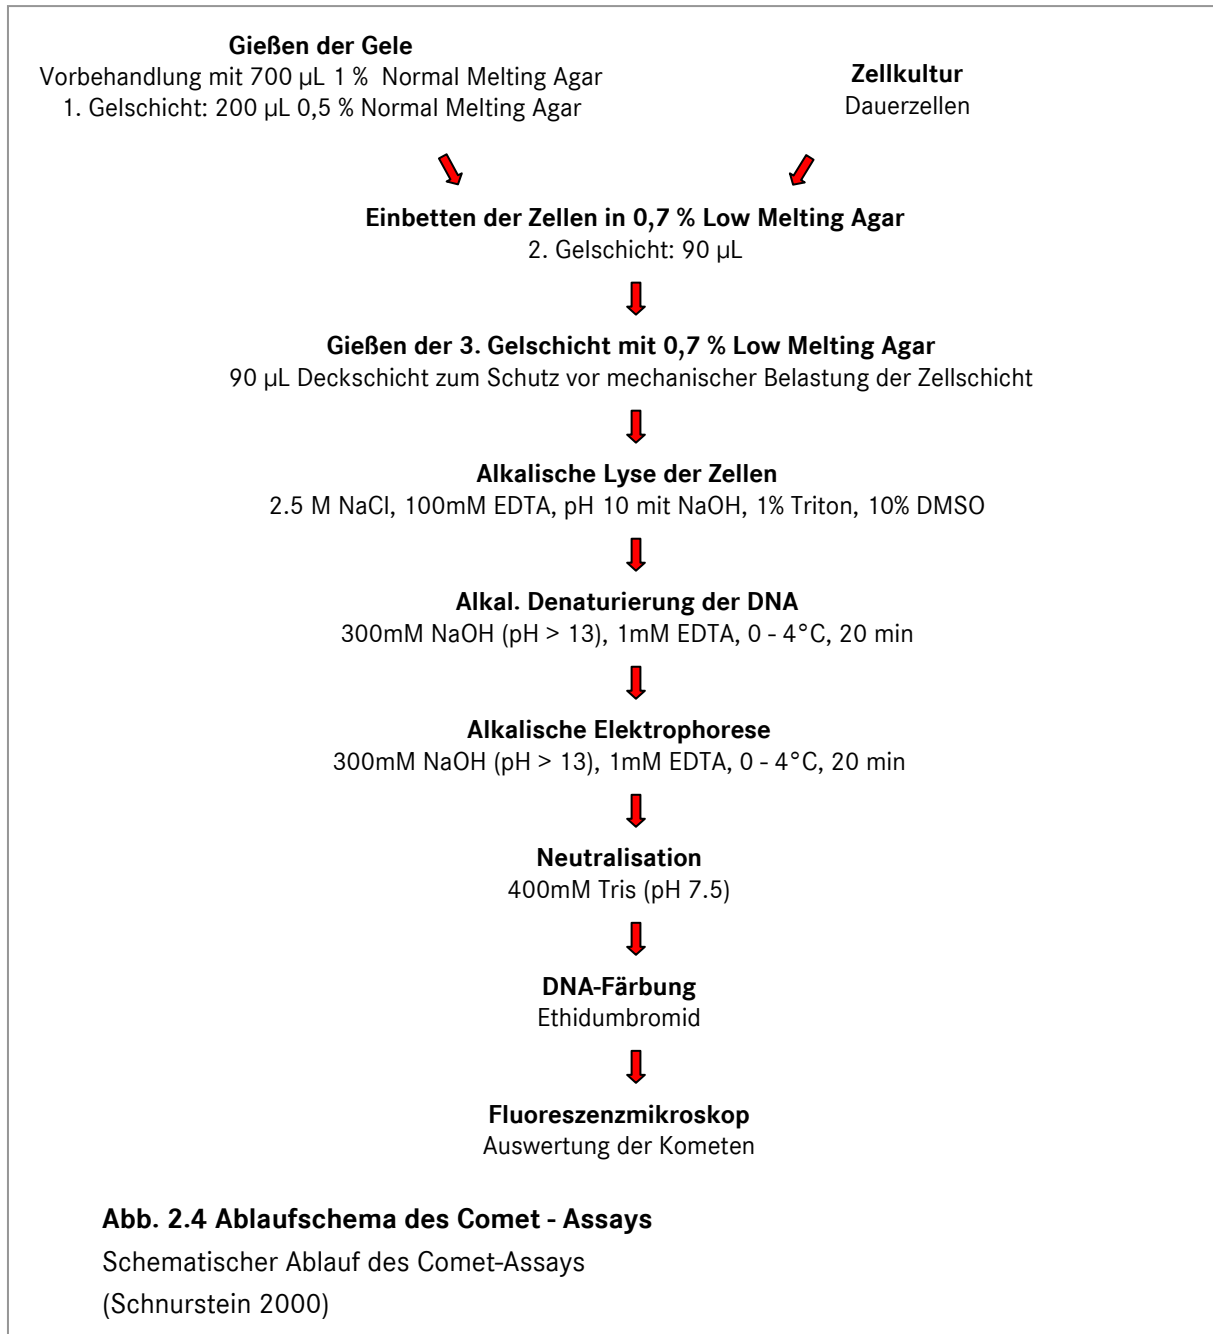 Gießen der Gele
Vorbehandlung mit 700 µL 1 % Normal Melting Agar
1. Gelschicht: 200 µL 0,5 % Normal Melting Agar
Zellkultur
Dauerzellen
Einbetten der Zellen in 0,7 % Low Melting Agar
2. Gelschicht: 90 µL
Gießen der 3. Gelschicht mit 0,7 % Low Melting Agar
90 µL Deckschicht zum Schutz vor mechanischer Belastung der Zellschicht
Alkalische Lyse der Zellen
2.5 M NaCl, 100mM EDTA, pH 10 mit NaOH, 1% Triton, 10% DMSO
Alkal. Denaturierung der DNA
300mM NaOH (pH > 13), 1mM EDTA, 0 - 4°C, 20 min
Alkalische Elektrophorese
300mM NaOH (pH > 13), 1mM EDTA, 0 - 4°C, 20 min
Neutralisation
400mM Tris (pH 7.5)
DNA-Färbung
Ethidumbromid
Fluoreszenzmikroskop
Auswertung der Kometen
Abb. 2.4 Ablaufschema des Comet - Assays
Schematischer Ablauf des Comet-Assays
(Schnurstein 2000)